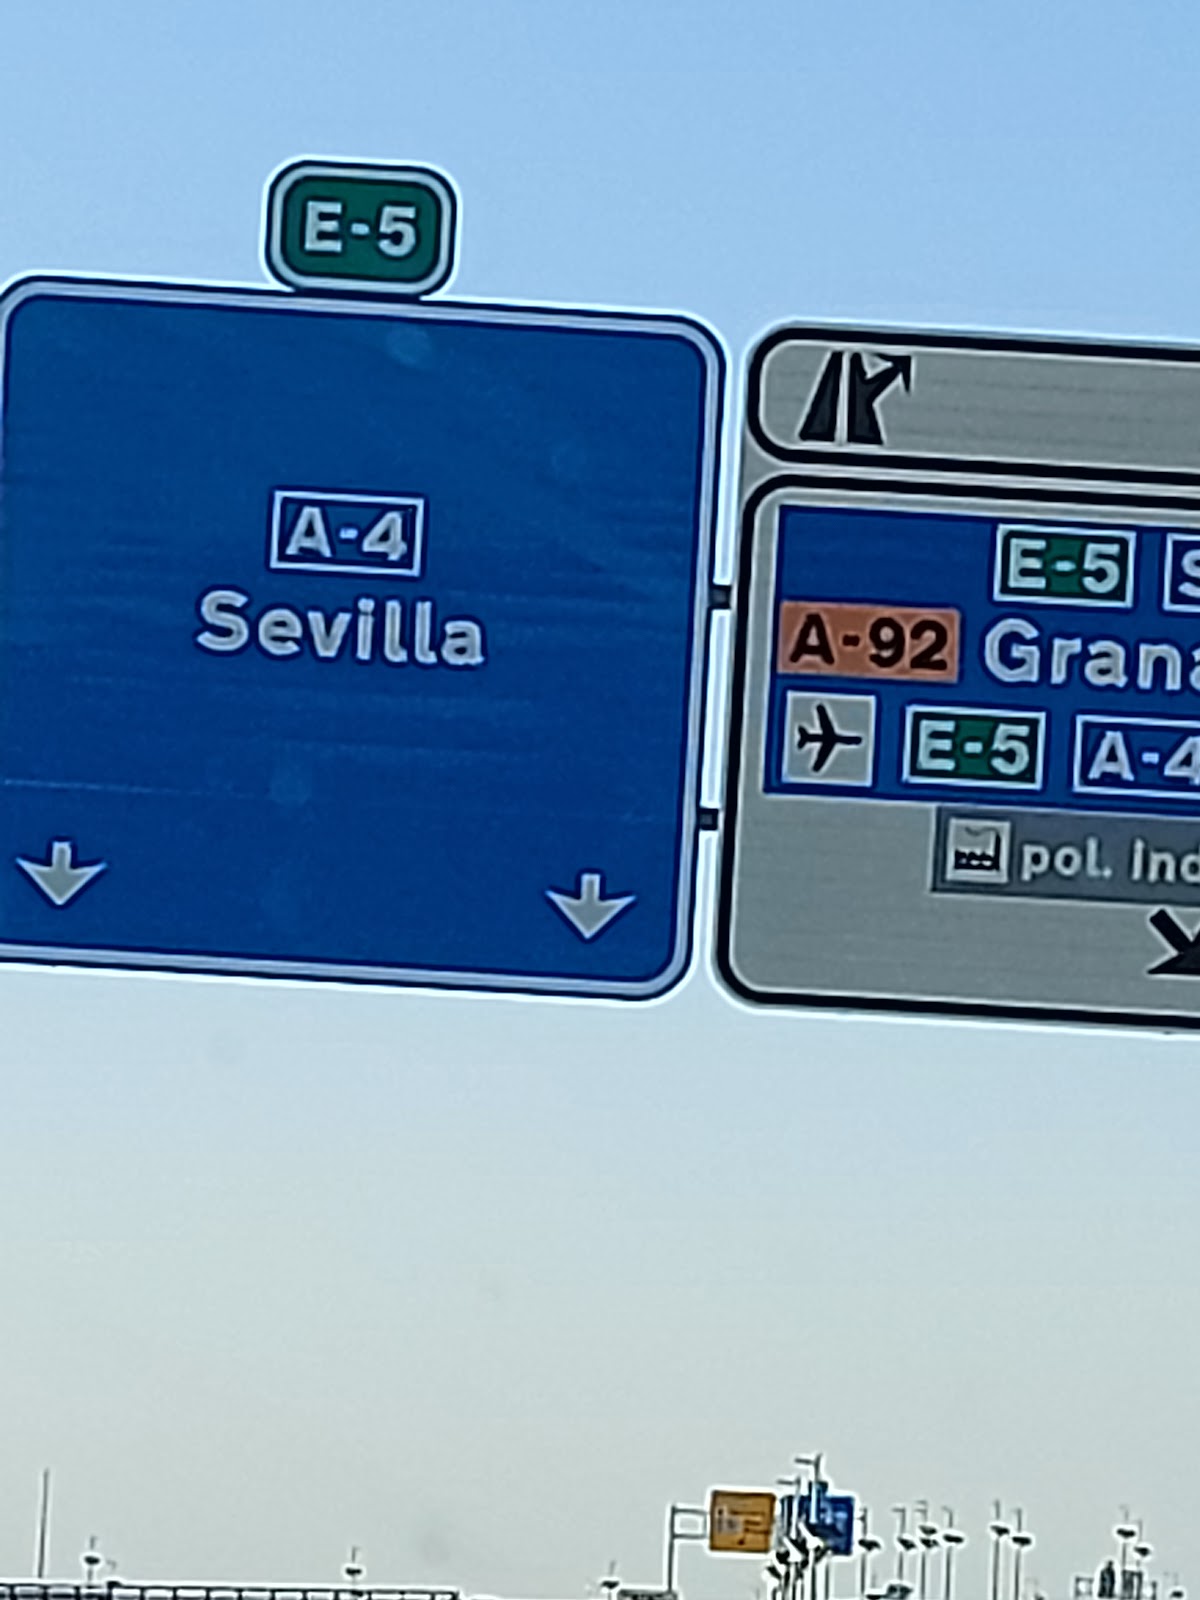 E-5
A-4
Sevilla
E-5 S
A-92 Grana
E-5 A-4
pol. ind